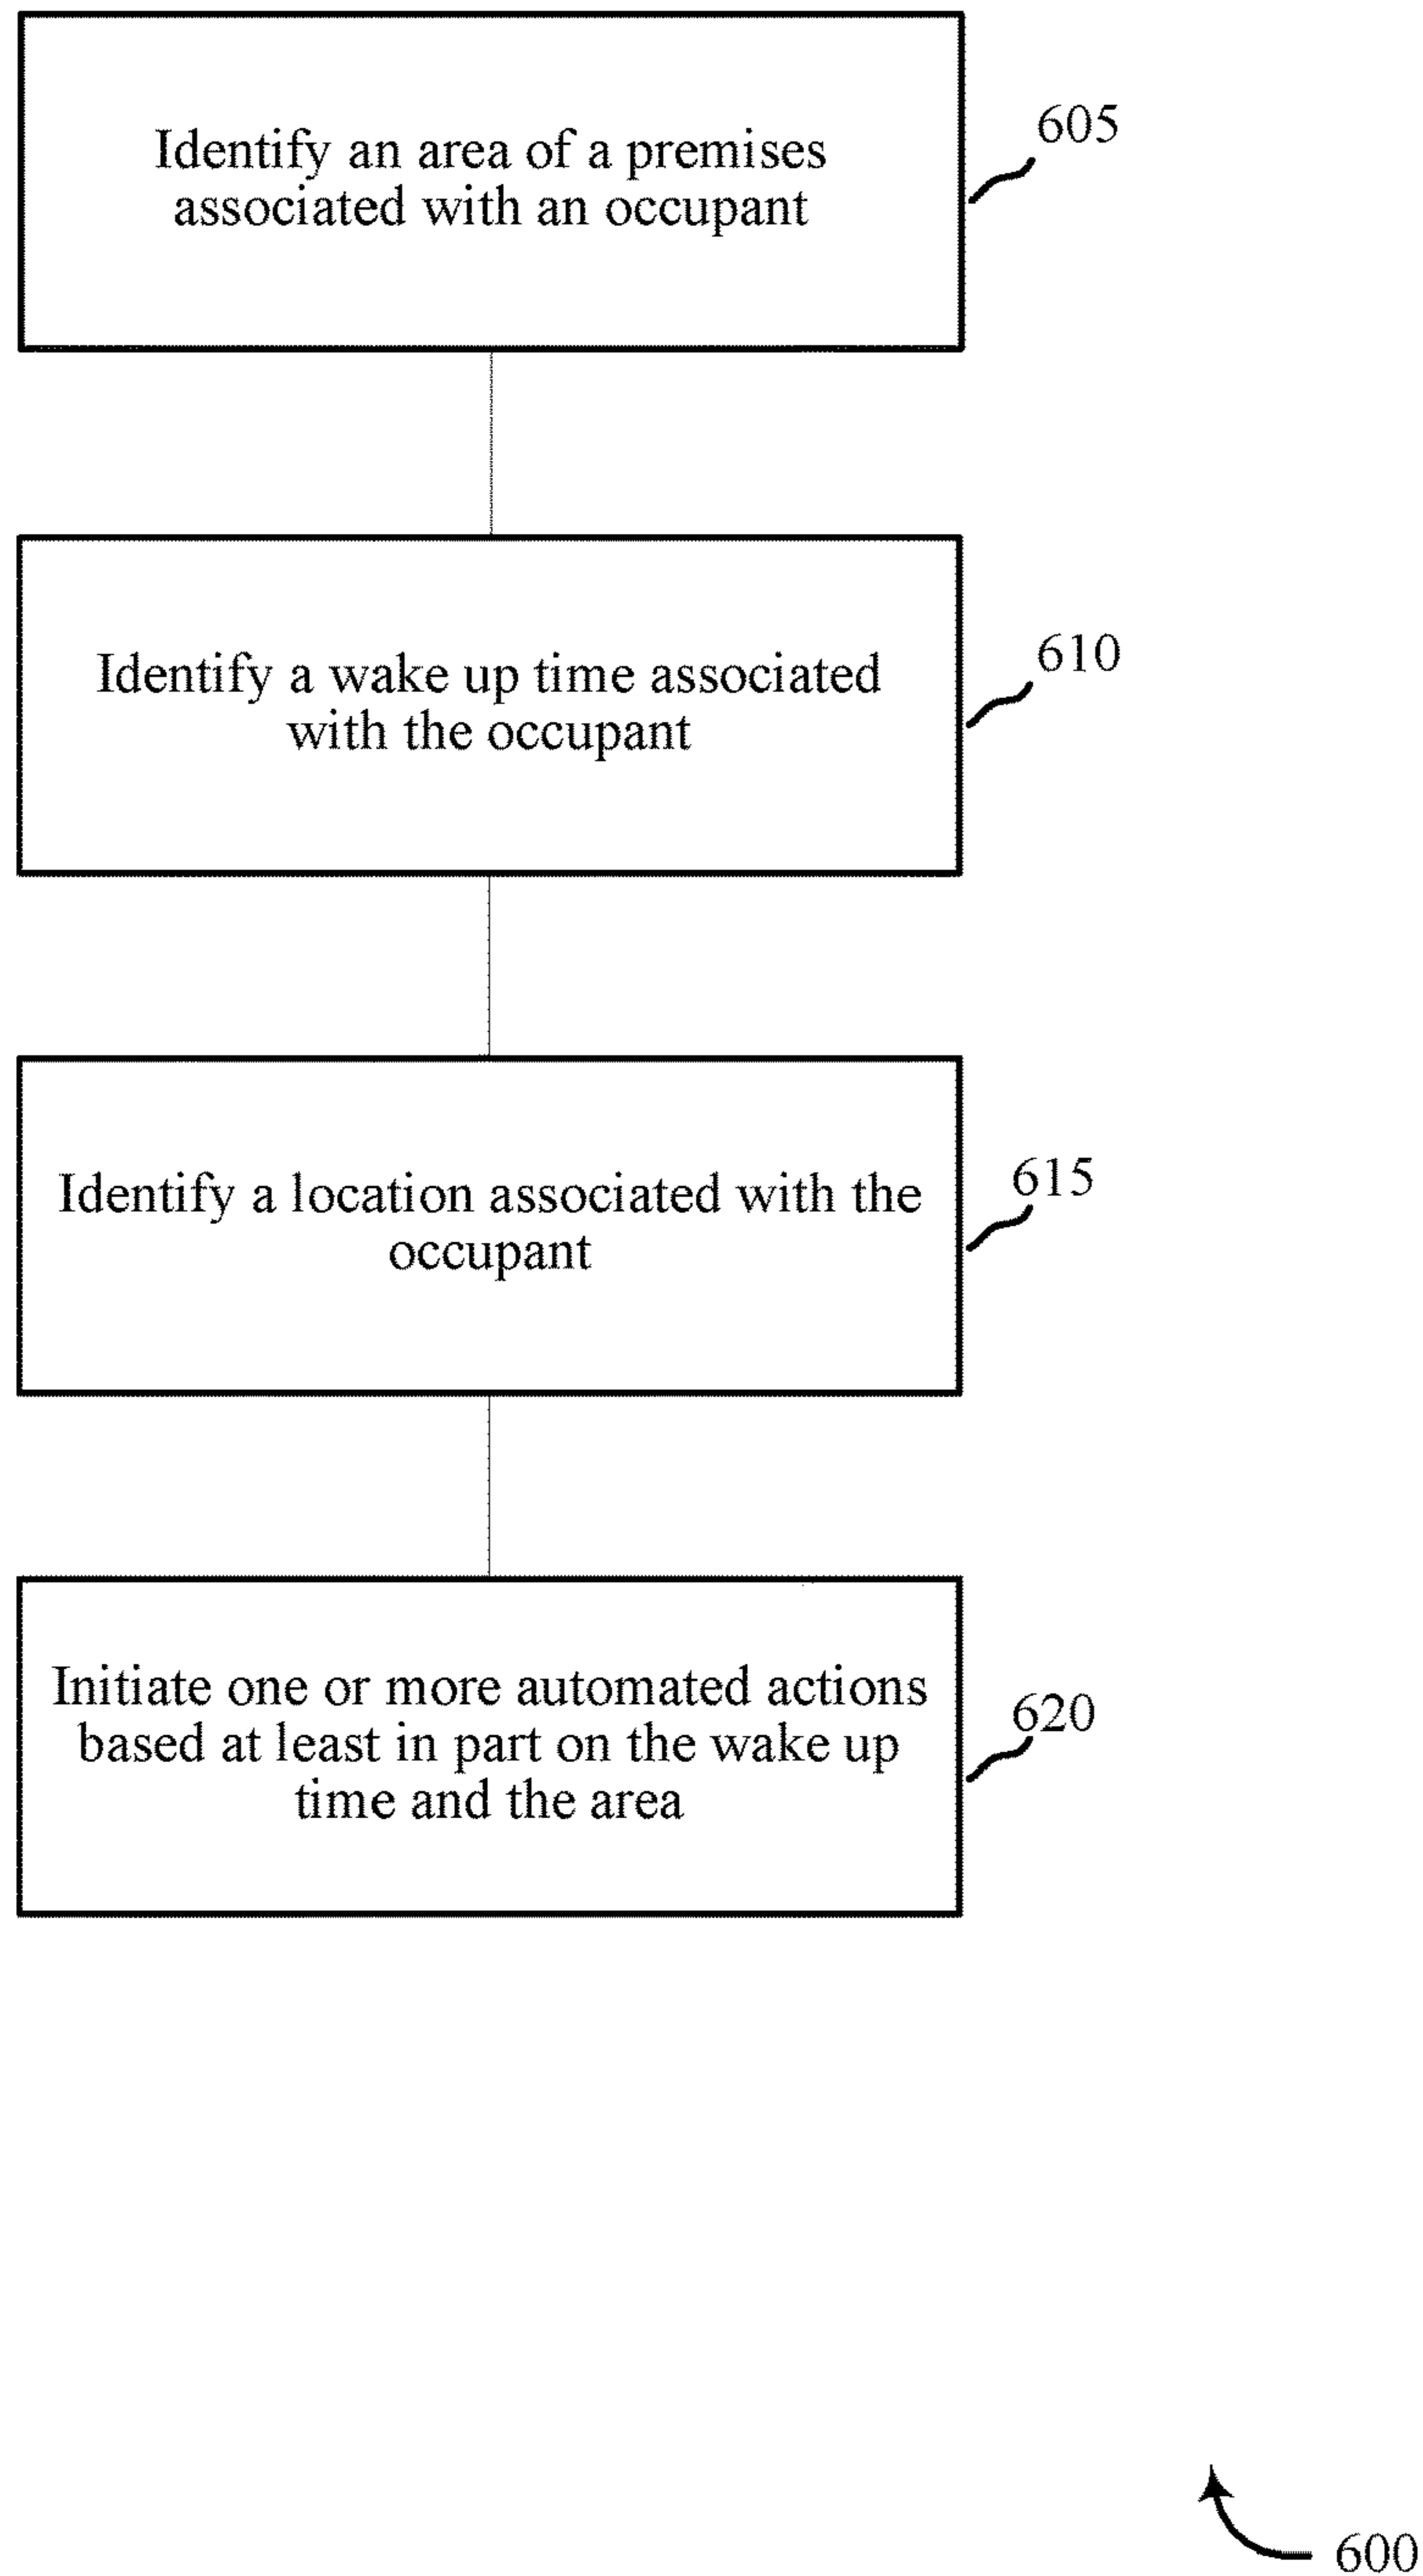 Identify an area of a premises
associated with an occupant
605
Identify a wake up time associated
with the occupant
610
Identify a location associated with the
occupant
615
Initiate one or more automated actions
based at least in part on the wake up
time and the area
620
600